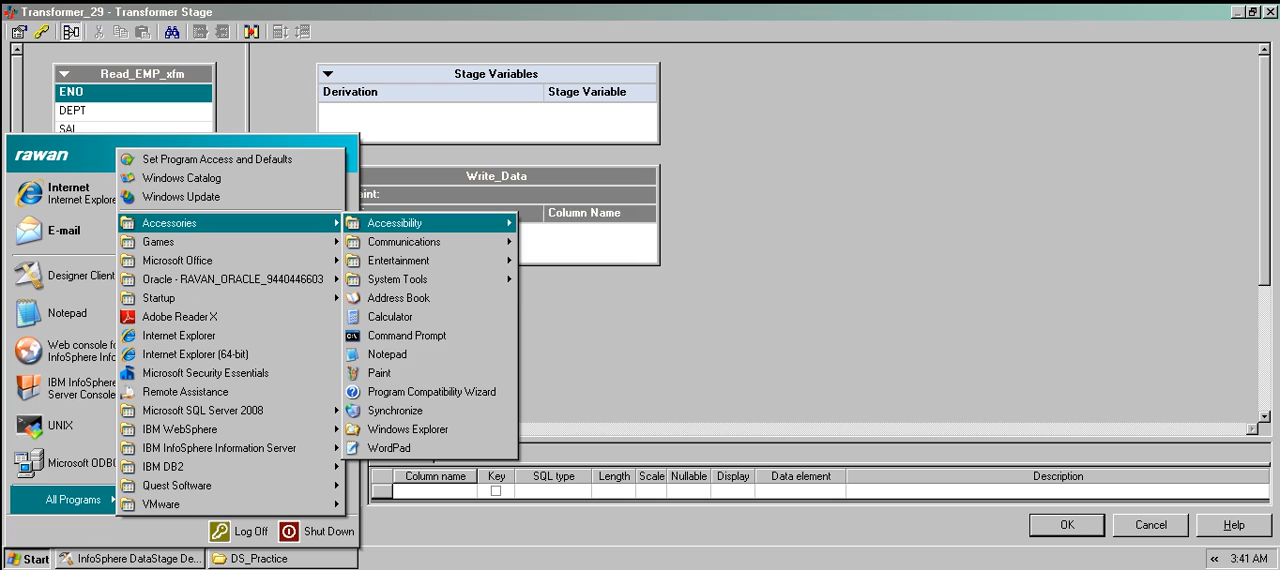 Transformer_29 - Transformer Stage
Read_EMP_xfm
ENO
DEPT
SAL
Stage Variables
Derivation
Stage Variable
Write_Data
Column Name
rawan
Internet
Internet Explore
E-mail
Designer Client
Notepad
Web console fo
InfoSphere Info
IBM InfoSphere
Server Console
UNIX
Microsoft ODBC
All Programs
Set Program Access and Defaults
Windows Catalog
Windows Update
Accessories
Games
Microsoft Office
Oracle - RAVAN_ORACLE_9440446603
Startup
Adobe Reader X
Internet Explorer
Internet Explorer (64-bit)
Microsoft Security Essentials
Remote Assistance
Microsoft SQL Server 2008
IBM WebSphere
IBM InfoSphere Information Server
IBM DB2
Quest Software
VMware
Accessibility
Communications
Entertainment
System Tools
Address Book
Calculator
Command Prompt
Notepad
Paint
Program Compatibility Wizard
Synchronize
Windows Explorer
WordPad
Log Off
Shut Down
Column name
Key
SQL type
Length
Scale
Nullable
Display
Data element
Description
OK
Cancel
Help
Start
InfoSphere DataStage De...
DS_Practice
3:41 AM